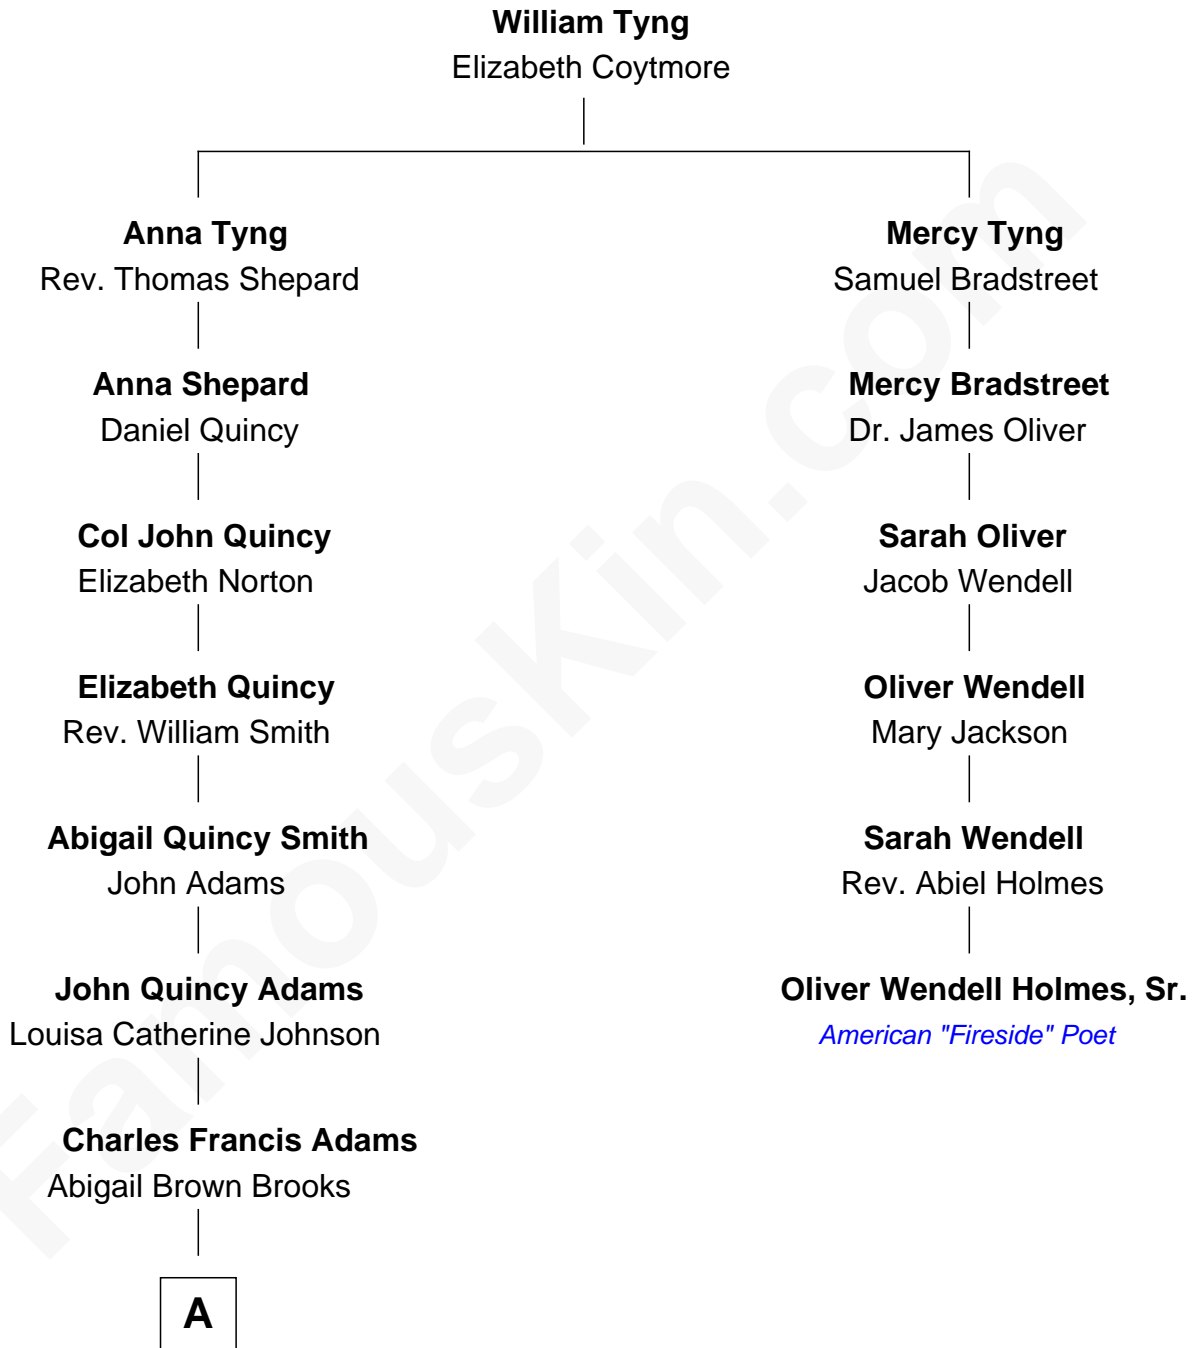 William Tyng
Elizabeth Coytmore
Anna Tyng
Rev. Thomas Shepard
Mercy Tyng
Samuel Bradstreet
Anna Shepard
Daniel Quincy
Mercy Bradstreet
Dr. James Oliver
Col John Quincy
Elizabeth Norton
Sarah Oliver
Jacob Wendell
Elizabeth Quincy
Rev. William Smith
Oliver Wendell
Mary Jackson
Abigail Quincy Smith
John Adams
Sarah Wendell
Rev. Abiel Holmes
John Quincy Adams
Louisa Catherine Johnson
Oliver Wendell Holmes, Sr.
American "Fireside" Poet
Charles Francis Adams
Abigail Brown Brooks
A
FamousKin.com